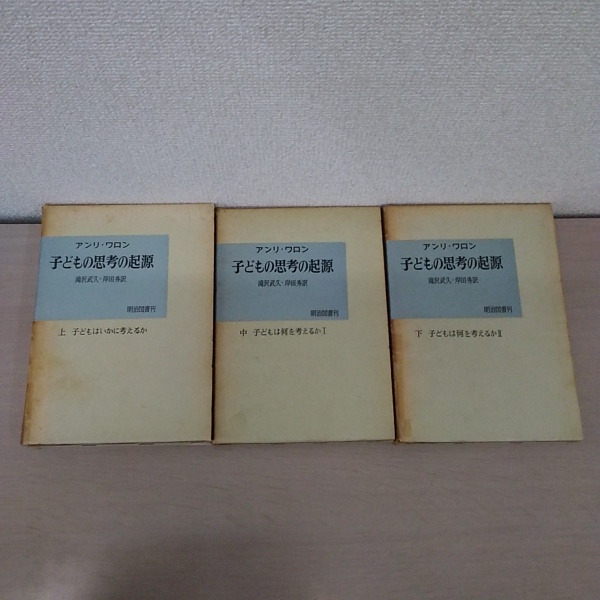 アンリ・ワロン
子どもの思考の起源
滝沢武久・岸田秀訳
明治図書刊
上 子どもはいかに考えるか
アンリ・ワロン
子どもの思考の起源
滝沢武久・岸田秀訳
明治図書刊
中 子どもは何を考えるかⅠ
アンリ・ワロン
子どもの思考の起源
滝沢武久・岸田秀訳
明治図書刊
下 子どもは何を考えるかⅡ